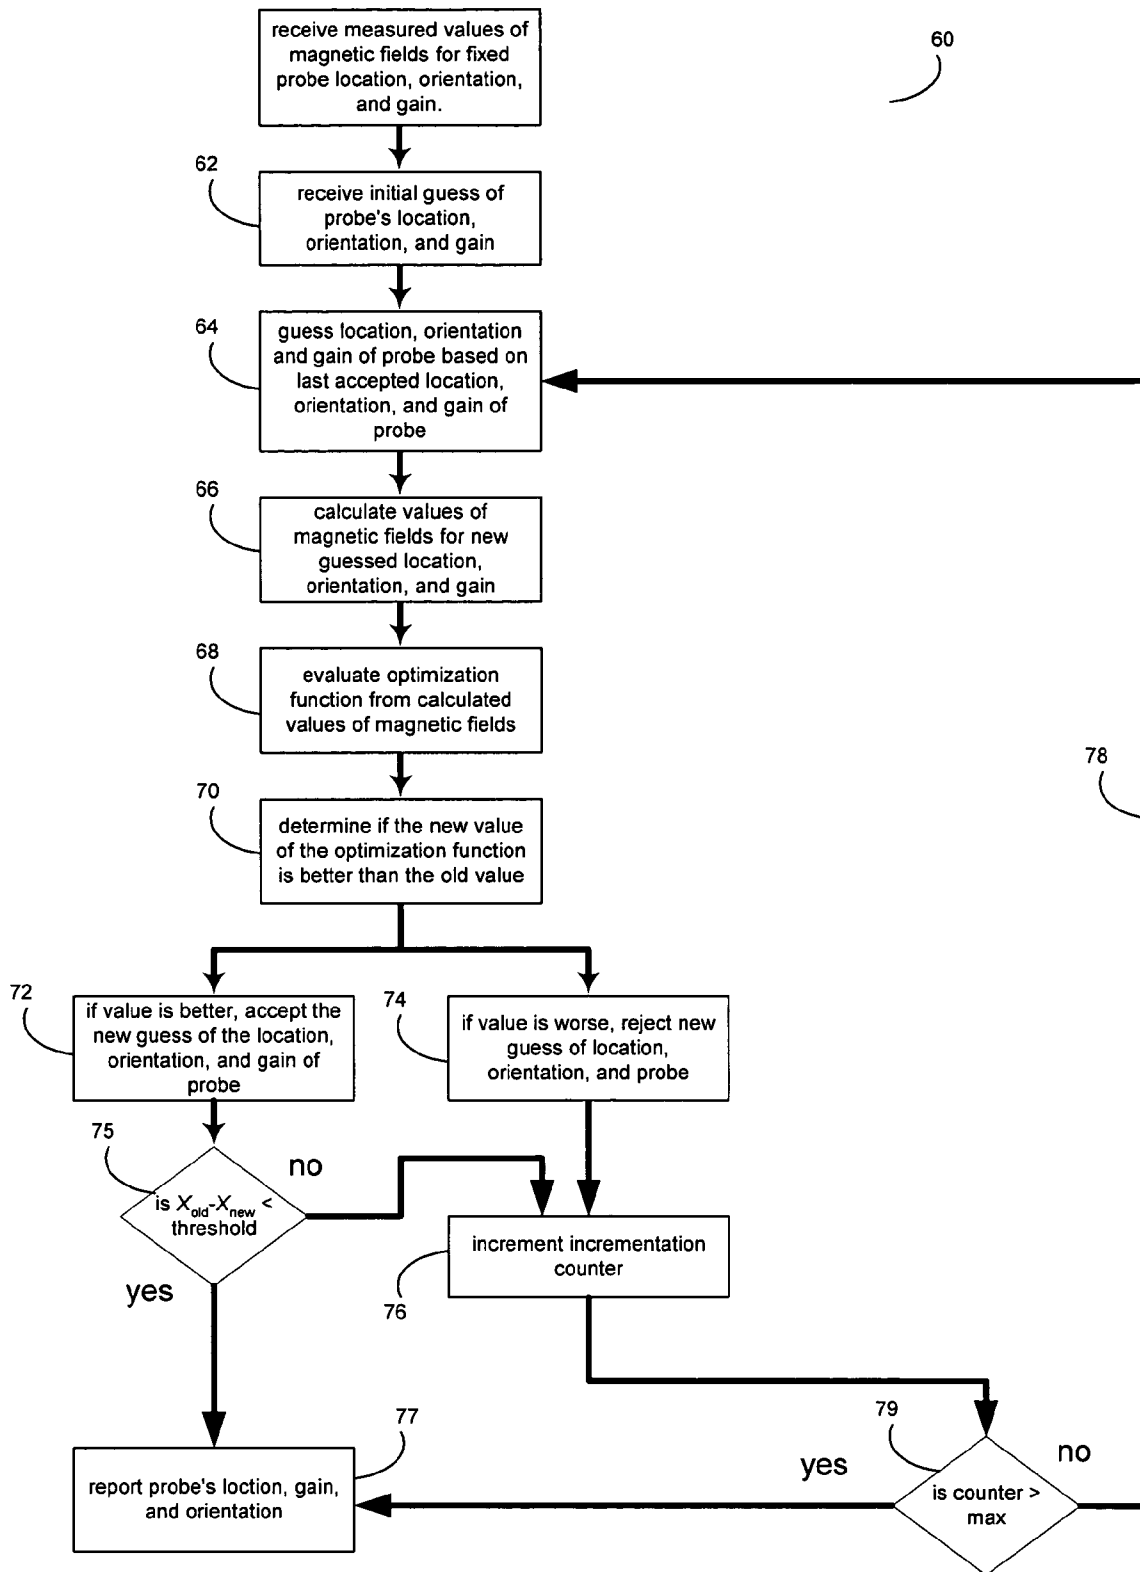 receive measured values of
magnetic fields for fixed
probe location, orientation,
and gain.
60
62
receive initial guess of
probe's location,
orientation, and gain
64
guess location, orientation
and gain of probe based on
last accepted location,
orientation, and gain of
probe
66
calculate values of
magnetic fields for new
guessed location,
orientation, and gain
68
evaluate optimization
function from calculated
values of magnetic fields
78
70
determine if the new value
of the optimization function
is better than the old value
72
if value is better, accept the
new guess of the location,
orientation, and gain of
probe
74
if value is worse, reject new
guess of location,
orientation, and probe
75
is Xold-Xnew <
threshold
no
yes
increment incrementation
counter
76
77
report probe's loction, gain,
and orientation
79
yes
is counter >
max
no